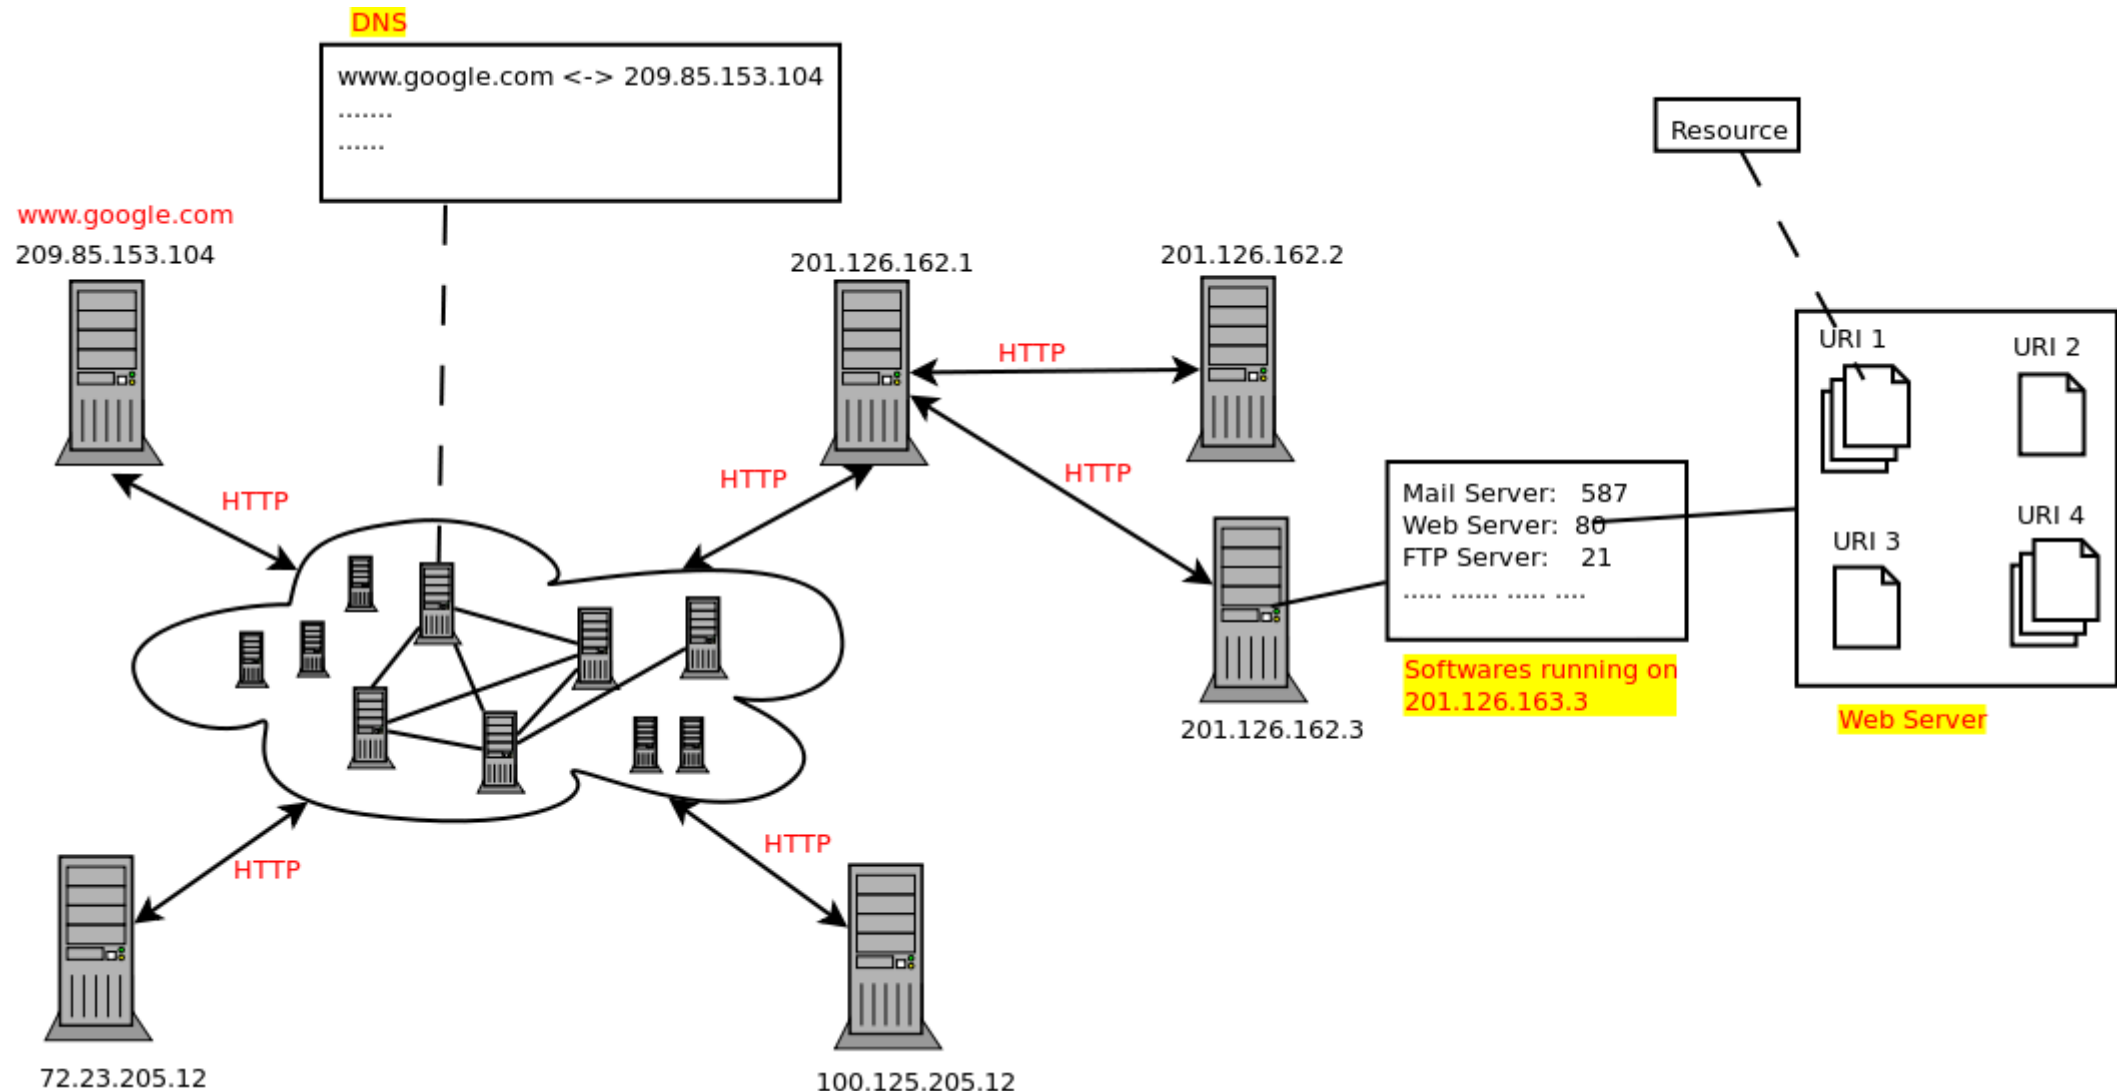 DNS
www.google.com <-> 209.85.153.104
.......
......
Resource
www.google.com
209.85.153.104
201.126.162.1
201.126.162.2
HTTP
HTTP
HTTP
HTTP
URI 1
URI 2
Mail Server: 587
Web Server: 80
FTP Server: 21
..... ...... ..... ....
URI 3
URI 4
Softwares running on
201.126.163.3
Web Server
201.126.162.3
HTTP
HTTP
72.23.205.12
100.125.205.12